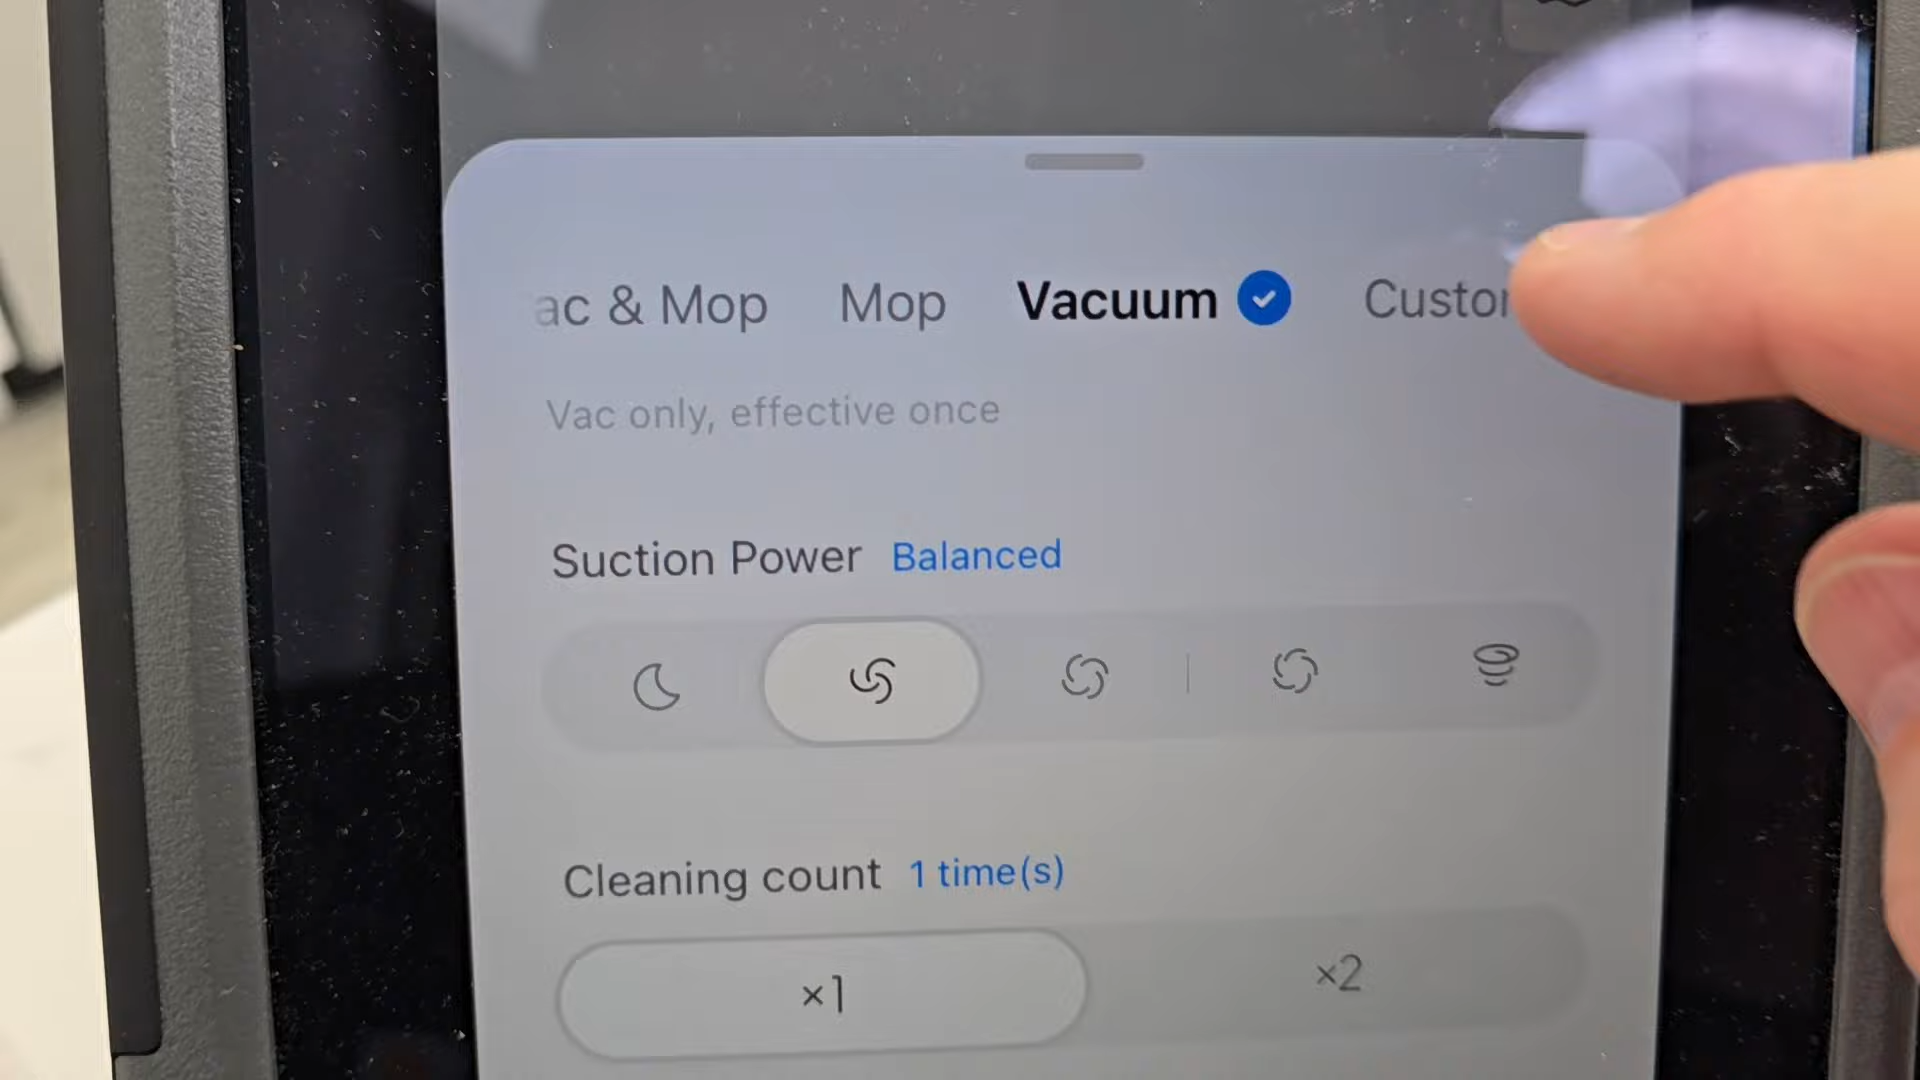 ac & Mop Mop Vacuum Custo
Vac only, effective once
Suction Power Balanced
Cleaning count 1 time(s)
×1 ×2